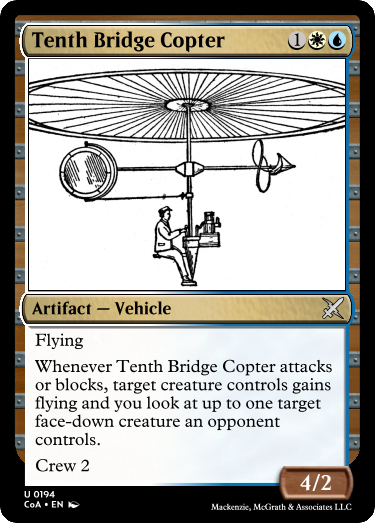 Tenth Bridge Copter 1
Artifact — Vehicle
Flying
Whenever Tenth Bridge Copter attacks
or blocks, target creature controls gains
flying and you look at up to one target
face-down creature an opponent
controls.
Crew 2
4/2
U 0194
CoA • EN
Mackenzie, McGrath & Associates LLC